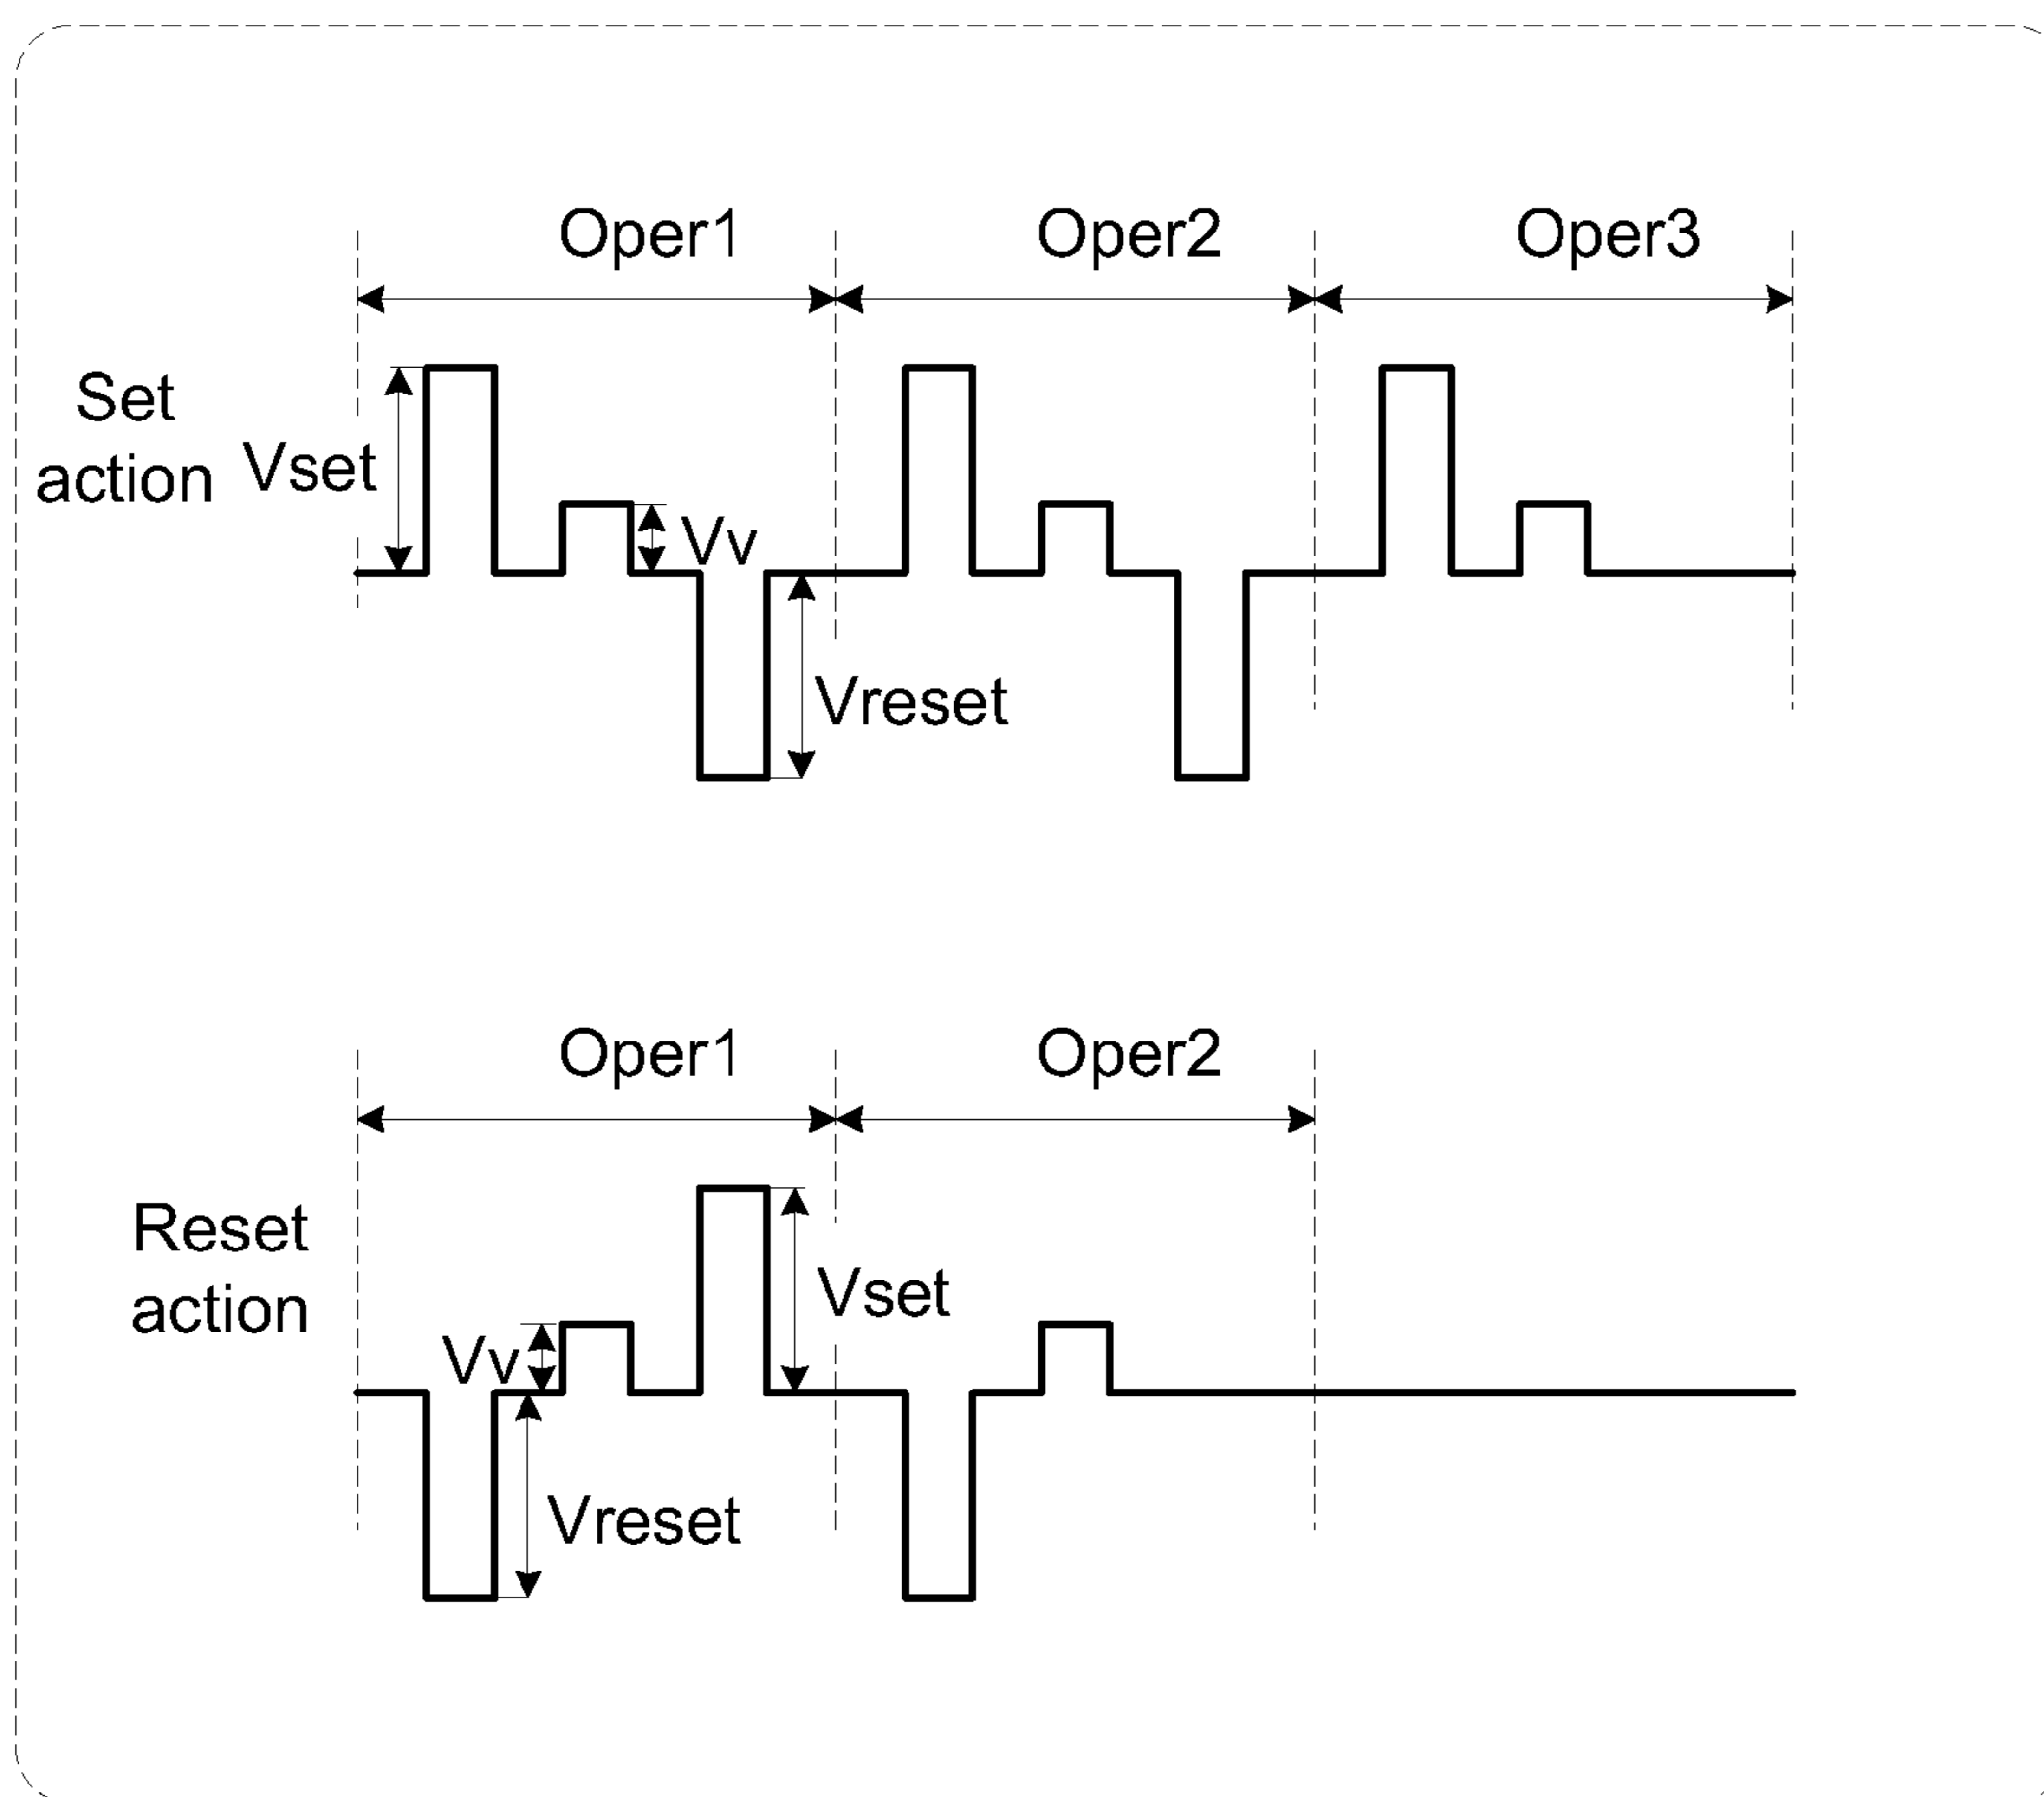 Oper1 Oper2 Oper3
Set
action
Vset
Vv
Vreset
Oper1 Oper2
Reset
action
Vset
Vv
Vreset